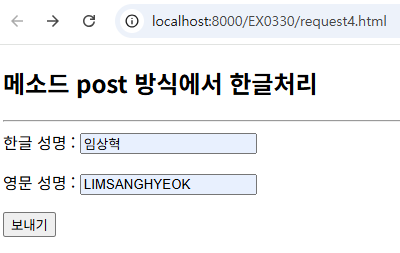 localhost:8000/EX0330/request4.html
메소드 post 방식에서 한글처리
한글 성명 : 임상혁
영문 성명 : LIMSANGHYEOK
보내기